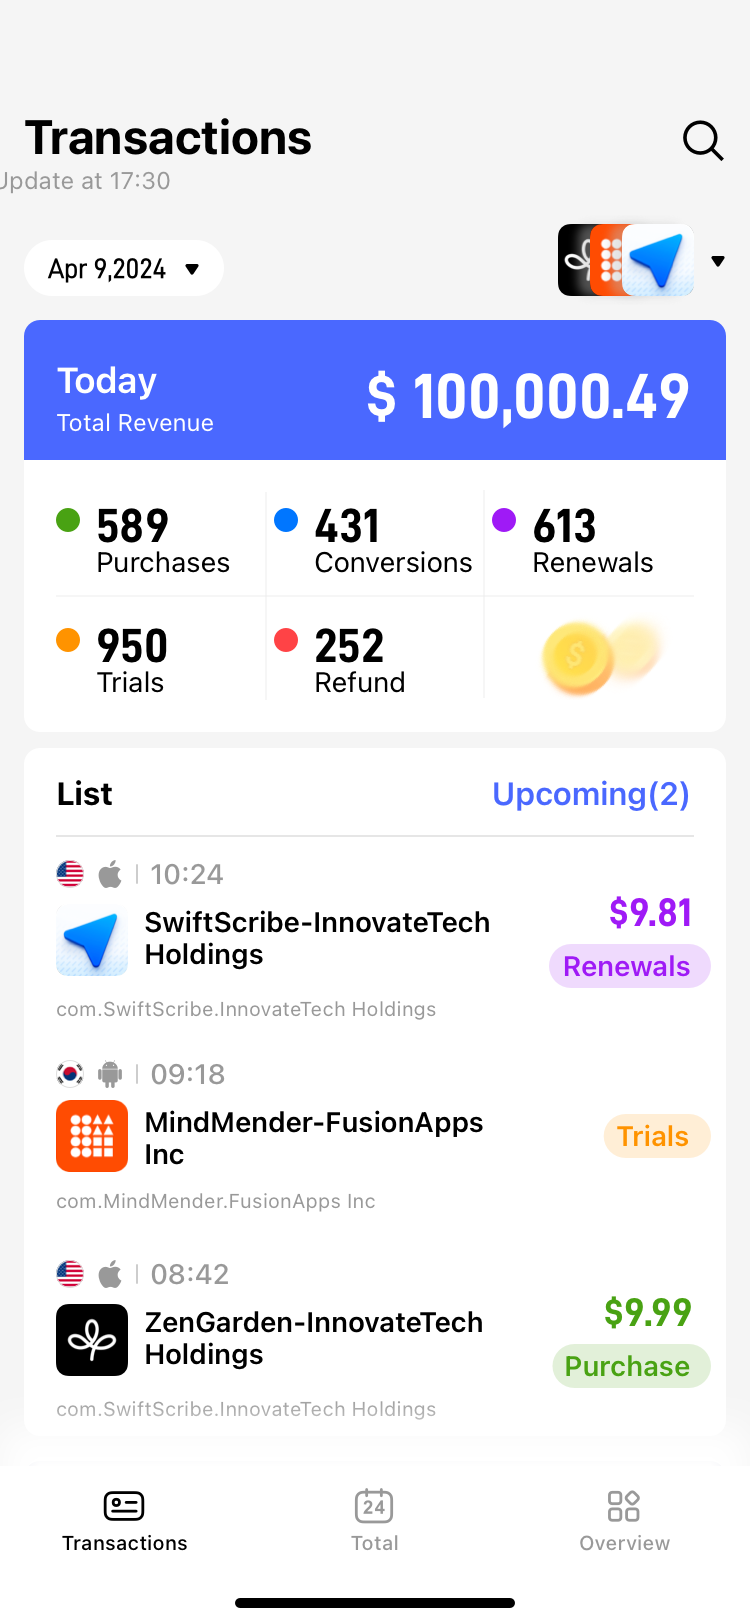 Transactions
Update at 17:30
Apr 9,2024
Today
$ 100,000.49
Total Revenue
589
431
613
Purchases
Conversions
Renewals
950
252
Trials
Refund
List
Upcoming(2)
10:24
SwiftScribe-InnovateTech
Holdings
$9.81
Renewals
com.SwiftScribe.InnovateTech Holdings
09:18
MindMender-FusionApps
Inc
Trials
com.MindMender.FusionApps Inc
08:42
ZenGarden-InnovateTech
Holdings
$9.99
Purchase
com.SwiftScribe.InnovateTech Holdings
24
Transactions
Total
Overview